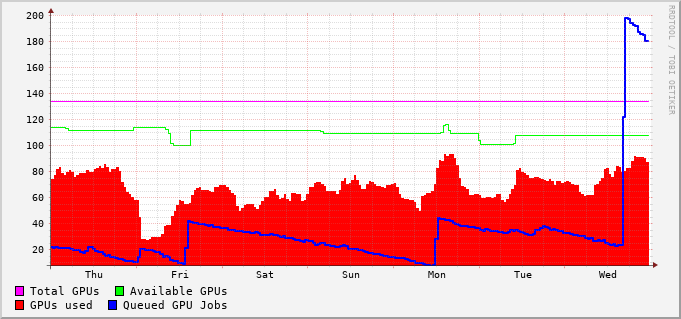 200
180
160
140
120
100
80
60
40
20
Thu Fri Sat Sun Mon Tue Wed
Total GPUs Available GPUs
GPUs used Queued GPU Jobs
RRDTOOL / TOBI OETIKER